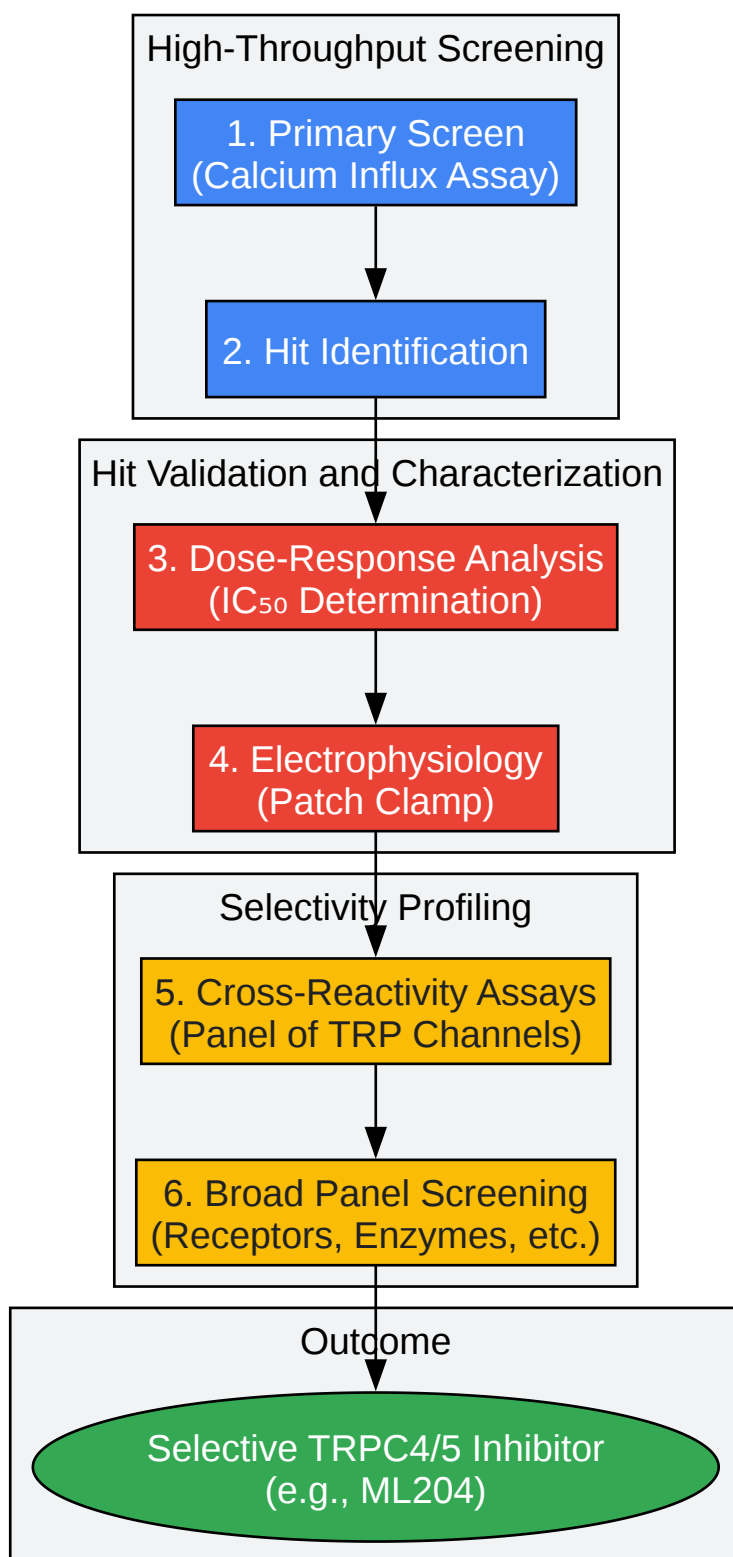 High-Throughput Screening
1. Primary Screen
(Calcium Influx Assay)
2. Hit Identification
Hit Validation and Characterization
3. Dose-Response Analysis
(IC₅₀ Determination)
4. Electrophysiology
(Patch Clamp)
Selectivity Profiling
5. Cross-Reactivity Assays
(Panel of TRP Channels)
6. Broad Panel Screening
(Receptors, Enzymes, etc.)
Outcome
Selective TRPC4/5 Inhibitor
(e.g., ML204)